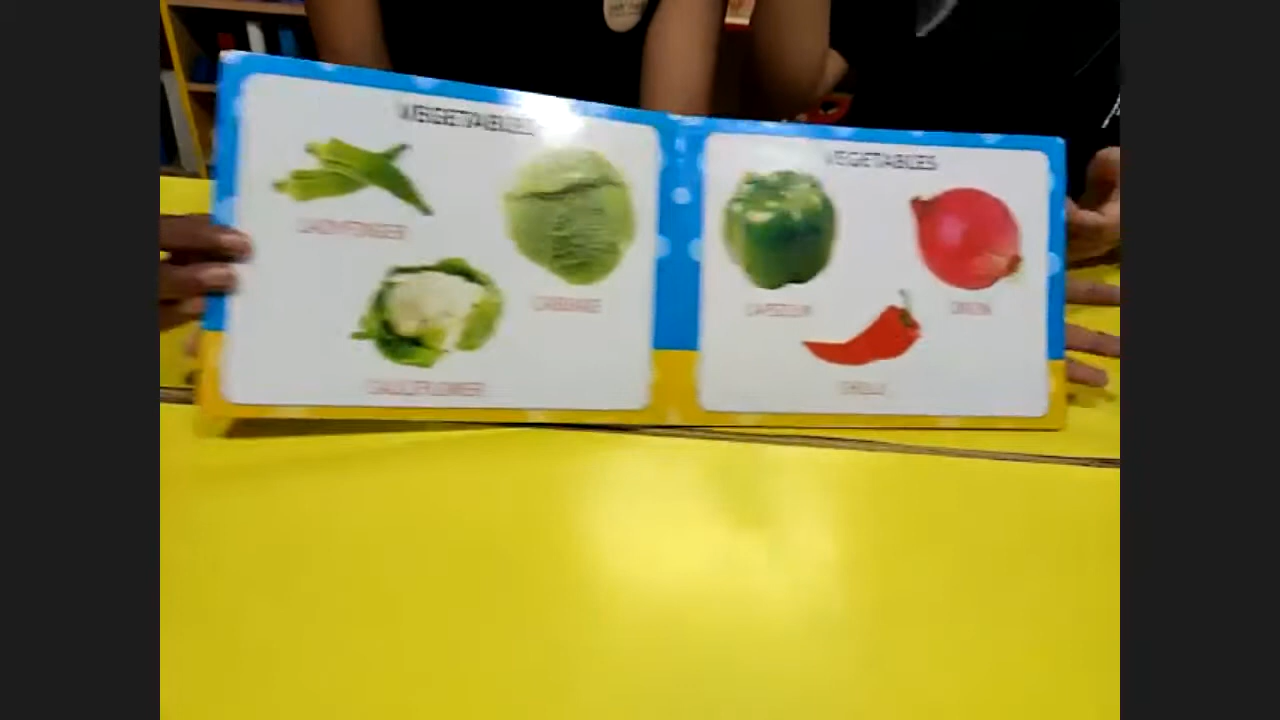 VEGETABLES
LADYFINGER
CABBAGE
CAULIFLOWER
VEGETABLES
CAPSICUM
ONION
CHILLI